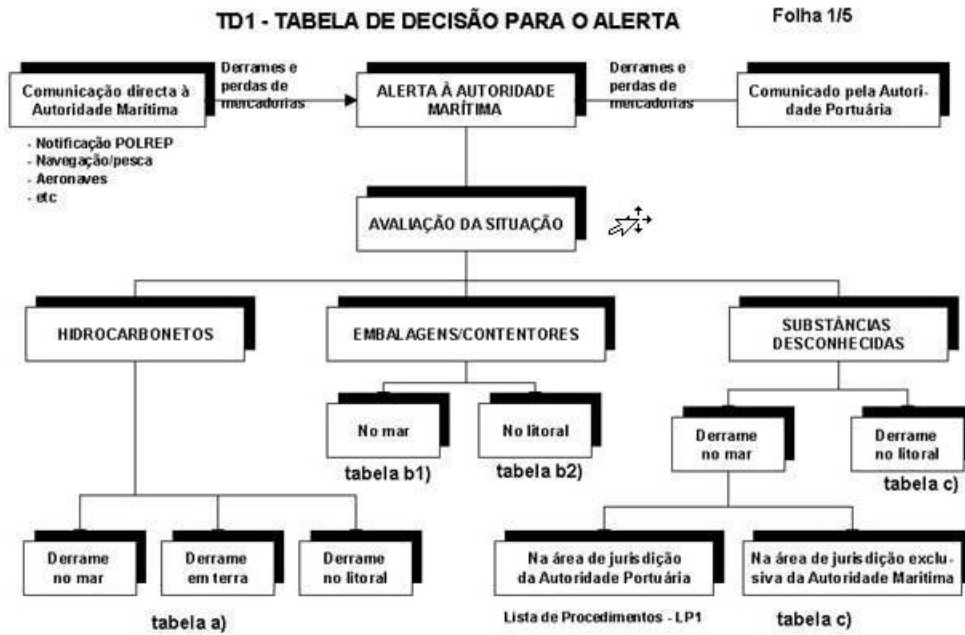 TD1 - TABELA DE DECISÃO PARA O ALERTA
Folha 1/5
Comunicação directa à
Autoridade Marítima
Derrames e
perdas de
mercadorias
ALERTA À AUTORIDADE
MARÍTIMA
Derrames e
perdas de
mercadorias
Comunicado pela Autori-
dade Portuária
- Notificação POLREP
- Navegação/pesca
- Aeronaves
- etc
AVALIAÇÃO DA SITUAÇÃO
HIDROCARBONETOS
EMBALAGENS/CONTENTORES
SUBSTÂNCIAS
DESCONHECIDAS
No mar
No litoral
tabela b1)
tabela b2)
Derrame
no mar
Derrame
no litoral
tabela c)
Derrame
no mar
Derrame
em terra
Derrame
no litoral
tabela a)
Na área de jurisdição
da Autoridade Portuária
Na área de jurisdição exclu-
siva da Autoridade Maritima
Lista de Procedimentos - LP1
tabela c)